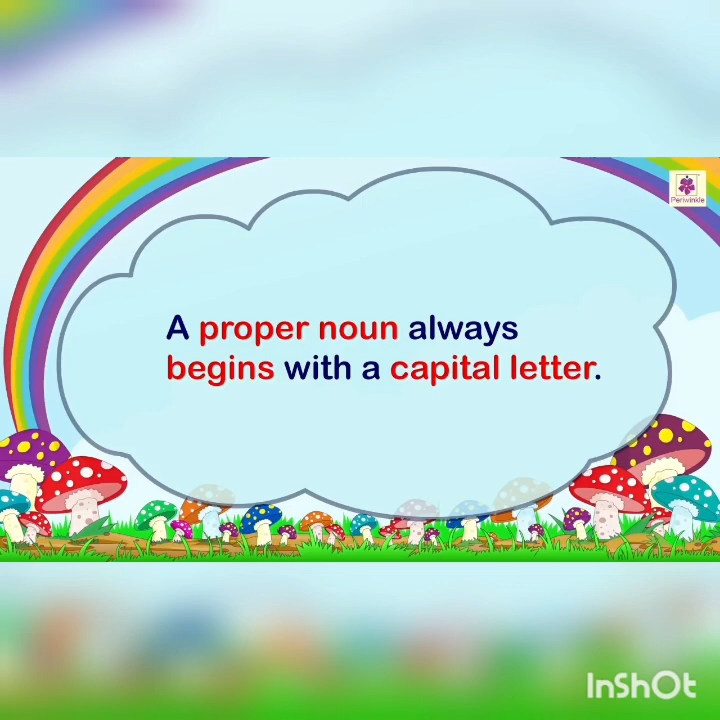 Periwinkle
A proper noun always
begins with a capital letter.
InShOt